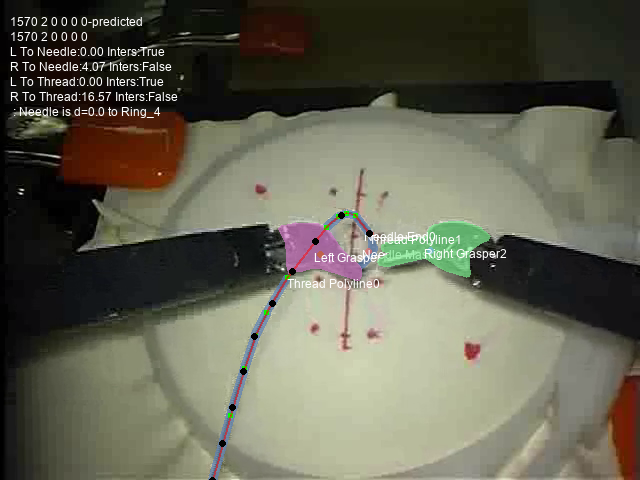 1570 2 0 0 0 0-predicted
1570 2 0 0 0 0
L To Needle:0.00 Inters:True
R To Needle:4.07 Inters:False
L To Thread:0.00 Inters:True
R To Thread:16.57 Inters:False
: Needle is d=0.0 to Ring_4
Needle End0
Thread Polyline1
Left Grasper
Right Grasper2
Thread Polyline0